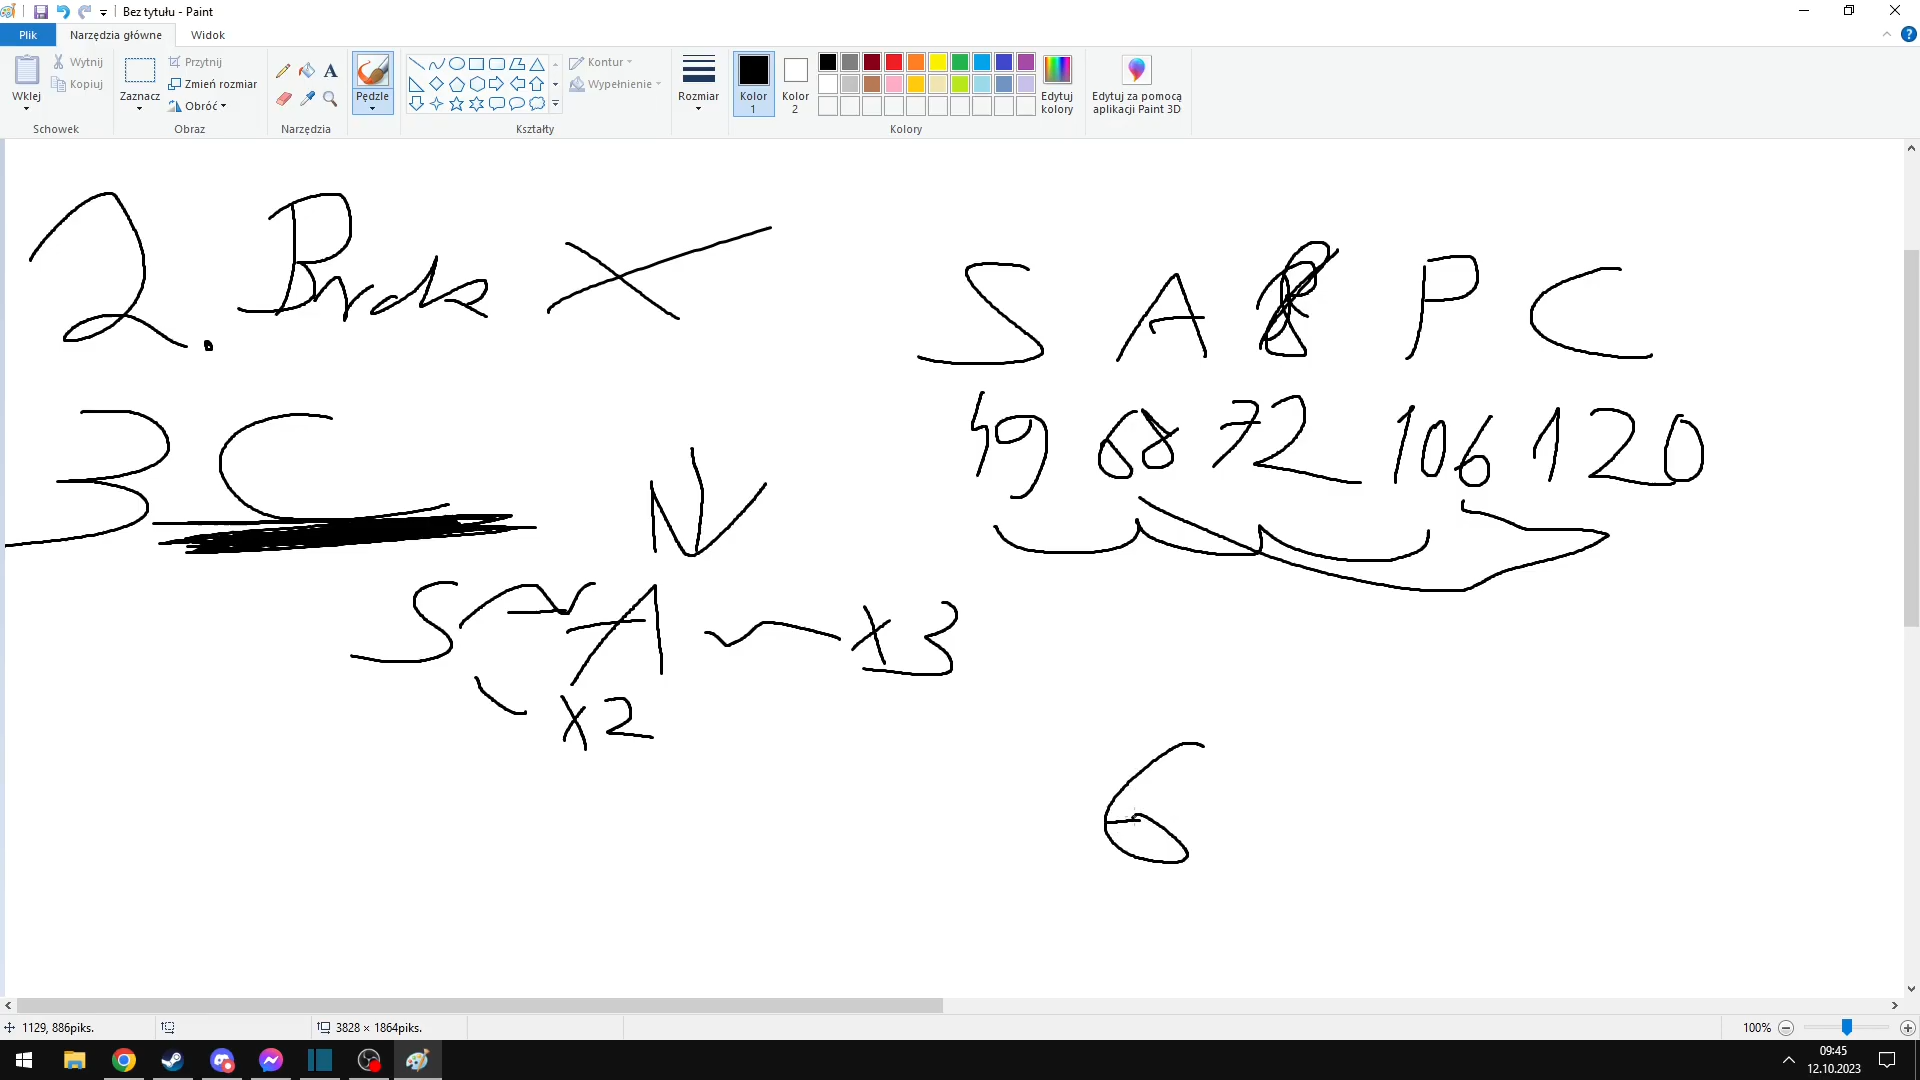 Bez tytułu - Paint
Plik Narzędzia główne Widok
Wklej
Wytnij
Kopiuj
Schowek
Zaznacz
Przytnij
Zmień rozmiar
Obróć
Obraz
Narzędzia
Pędzle
Kontur
Wypełnienie
Kształty
Rozmiar
Kolor 1
Kolor 2
Edytuj kolory
Kolory
Edytuj za pomocą aplikacji Paint 3D
2. X
S A P C
3 C
72 106 120
S A x3
x2
6
1129, 886piks.
3828 × 1864piks.
100%
09:45
12.10.2023